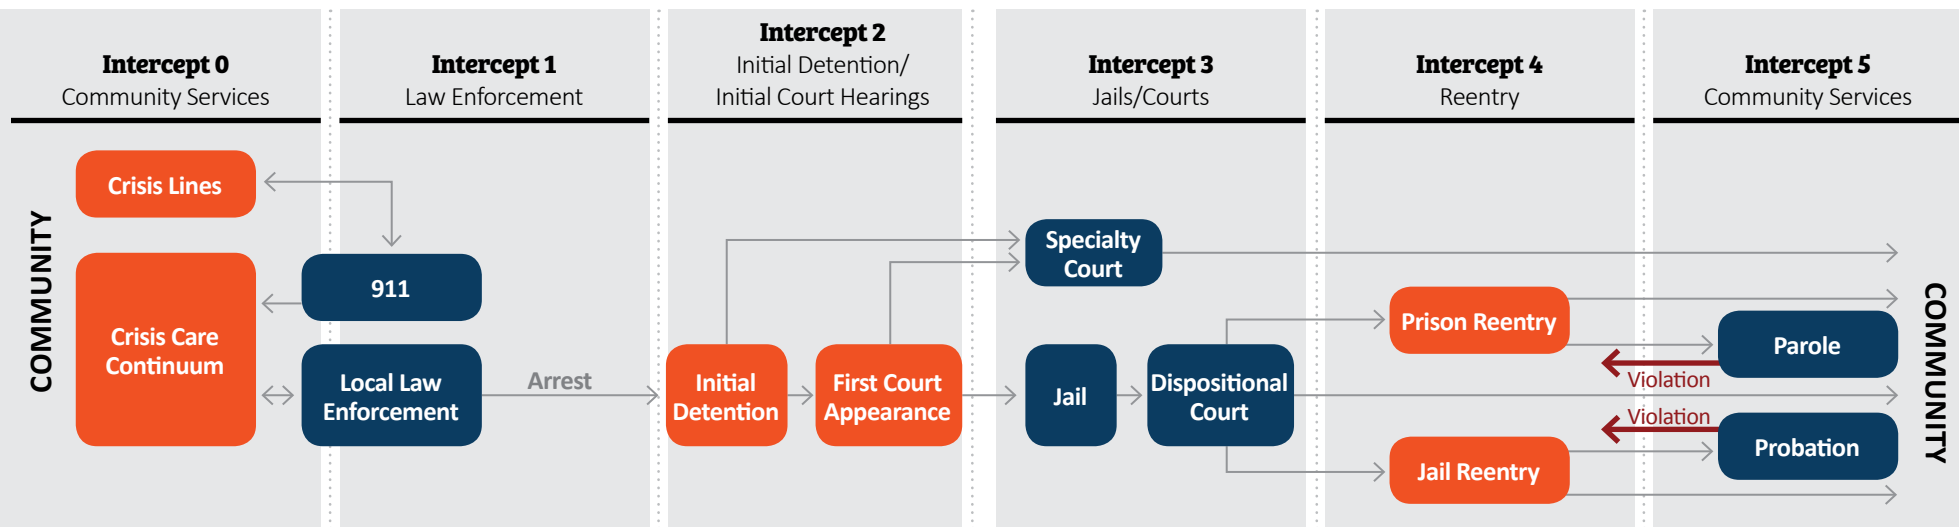 Intercept 0
Community Services
Intercept 1
Law Enforcement
Intercept 2
Initial Detention/
Initial Court Hearings
Intercept 3
Jails/Courts
Intercept 4
Reentry
Intercept 5
Community Services
COMMUNITY
Crisis Lines
Crisis Care
Continuum
911
Local Law
Enforcement
Arrest
Initial
Detention
First Court
Appearance
Specialty
Court
Jail
Dispositional
Court
Prison Reentry
Jail Reentry
Parole
Violation
Violation
Probation
COMMUNITY